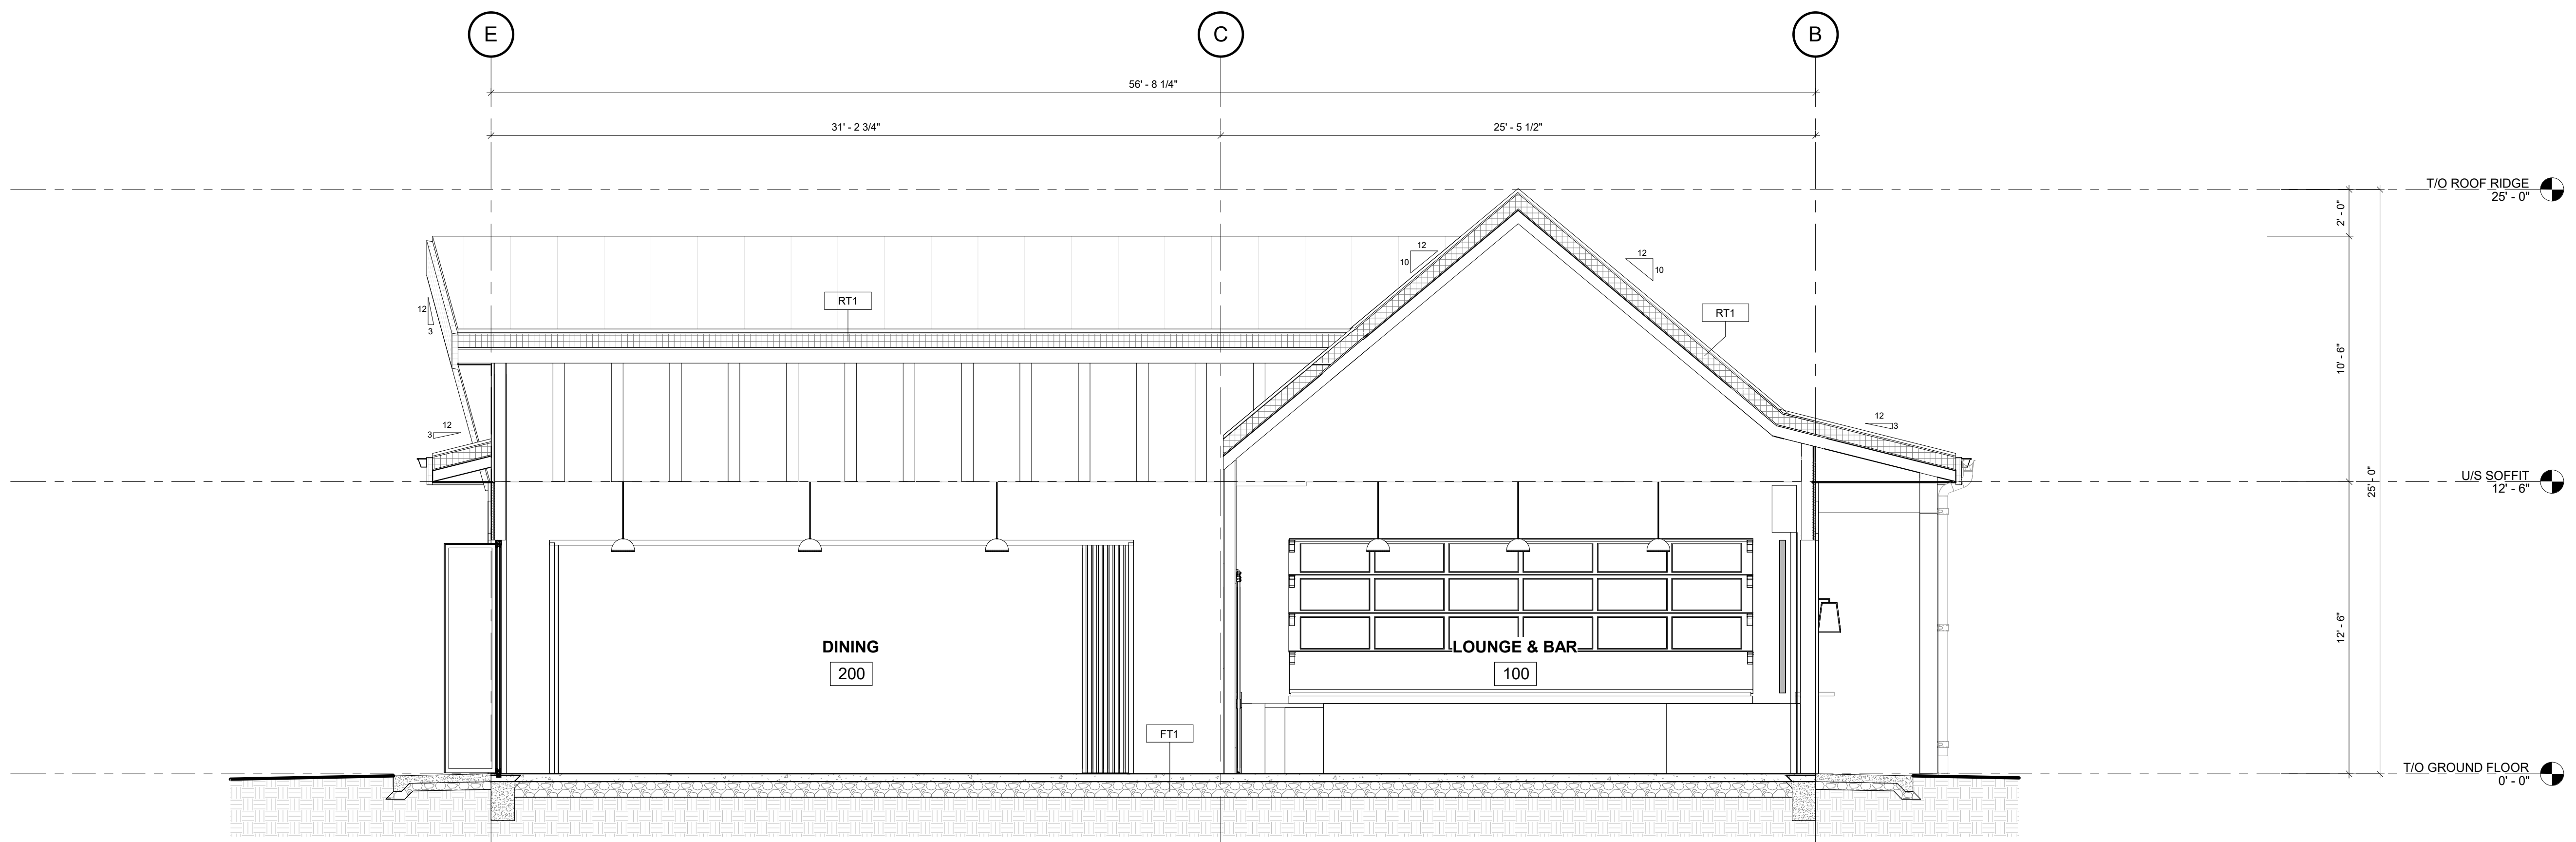 E
C
B
56' - 8 1/4"
31' - 2 3/4"
25' - 5 1/2"
T/O ROOF RIDGE
25' - 0"
2' - 0"
12
10
12
10
RT1
RT1
12
3
10' - 6"
12
3
12
3
U/S SOFFIT
12' - 6"
25' - 0"
12' - 6"
DINING
200
LOUNGE & BAR
100
FT1
T/O GROUND FLOOR
0' - 0"